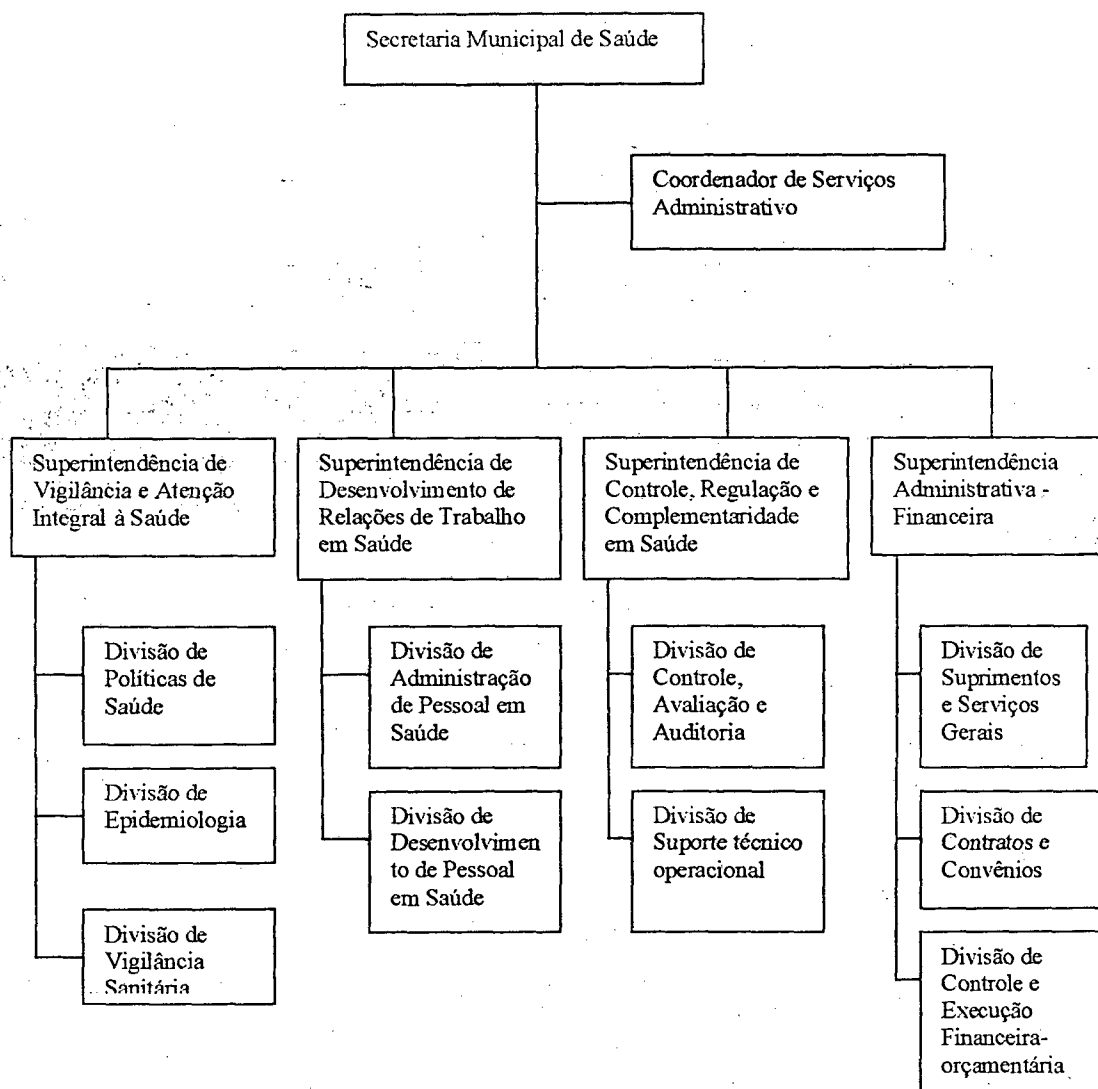 Secretaria Municipal de Saúde
Coordenador de Serviços
Administrativo
Superintendência de
Vigilância e Atenção
Integral à Saúde
Superintendência de
Desenvolvimento de
Relações de Trabalho
em Saúde
Superintendência de
Controle, Regulação e
Complementaridade
em Saúde
Superintendência
Administrativa -
Financeira
Divisão de
Políticas de
Saúde
Divisão de
Epidemiologia
Divisão de
Vigilância
Sanitária
Divisão de
Administração
de Pessoal em
Saúde
Divisão de
Desenvolvimen
to de Pessoal
em Saúde
Divisão de
Controle,
Avaliação e
Auditoria
Divisão de
Suporte técnico
operacional
Divisão de
Suprimentos
e Serviços
Gerais
Divisão de
Contratos e
Convênios
Divisão de
Controle e
Execução
Financeira-
orçamentária